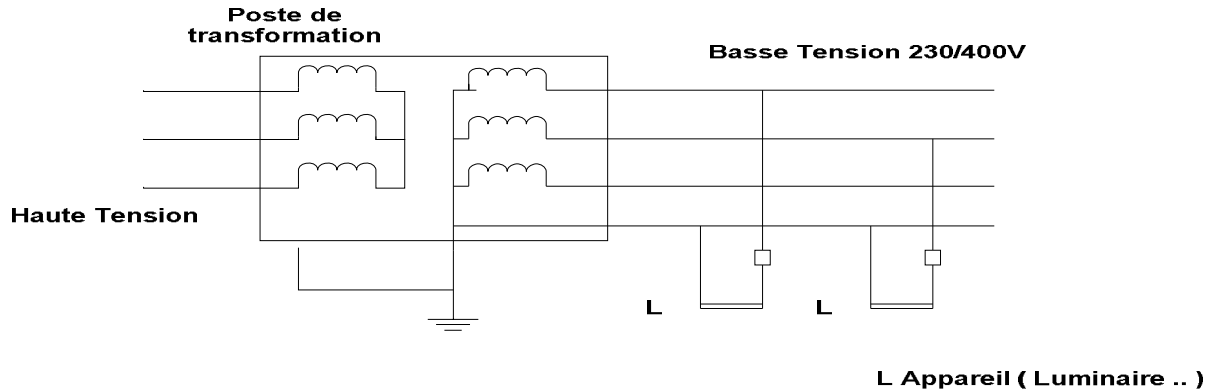 Poste de
transformation
Basse Tension 230/400V
Haute Tension
L
L
L Appareil ( Luminaire .. )